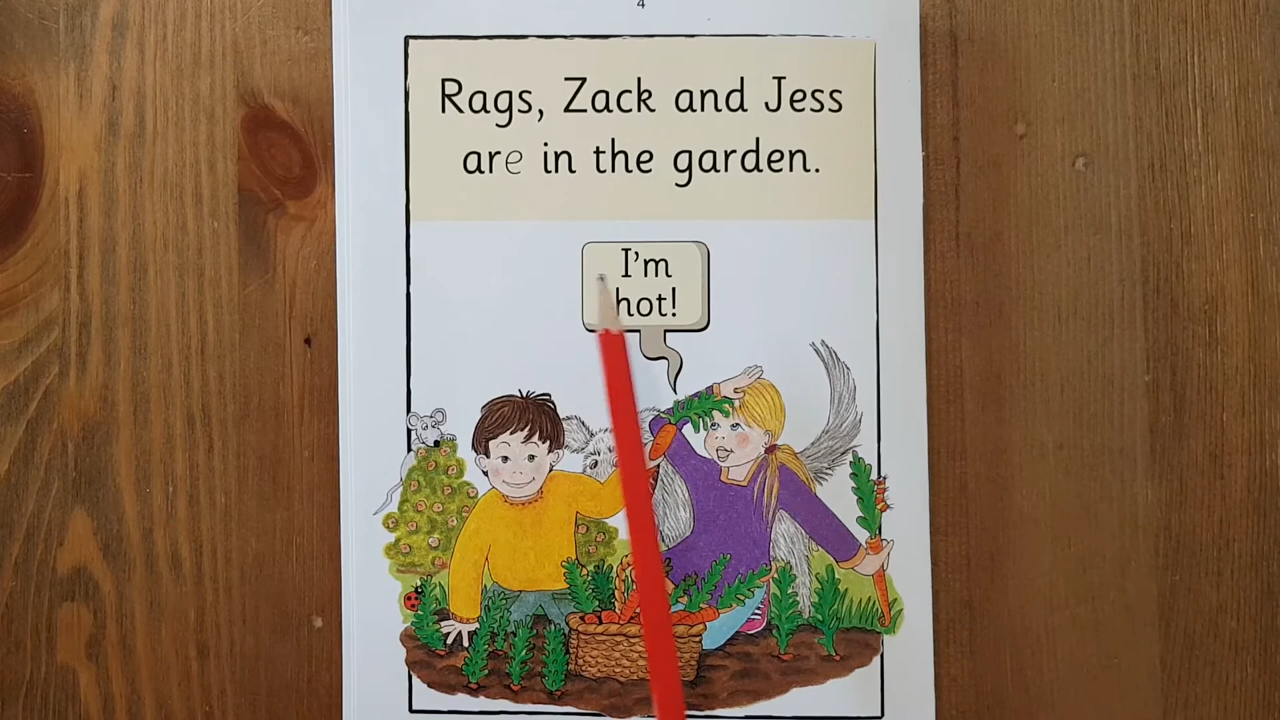 4
Rags, Zack and Jess
are in the garden.
I'm
hot!